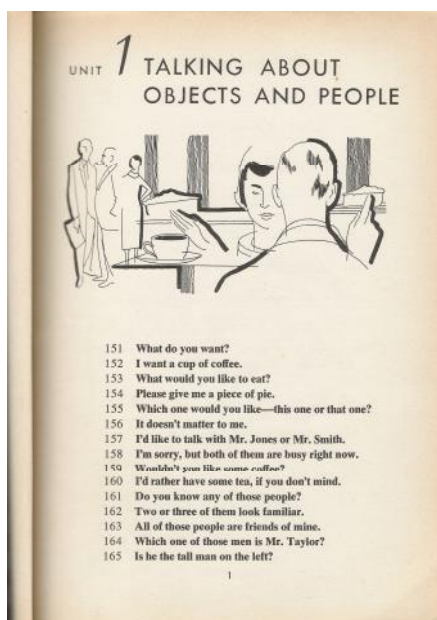 UNIT 1 TALKING ABOUT
OBJECTS AND PEOPLE
151 What do you want?
152 I want a cup of coffee.
153 What would you like to eat?
154 Please give me a piece of pie.
155 Which one would you like—this one or that one?
156 It doesn't matter to me.
157 I'd like to talk with Mr. Jones or Mr. Smith.
158 I'm sorry, but both of them are busy right now.
159 Wouldn't you like some coffee?
160 I'd rather have some tea, if you don't mind.
161 Do you know any of those people?
162 Two or three of them look familiar.
163 All of those people are friends of mine.
164 Which one of those men is Mr. Taylor?
165 Is he the tall man on the left?
1